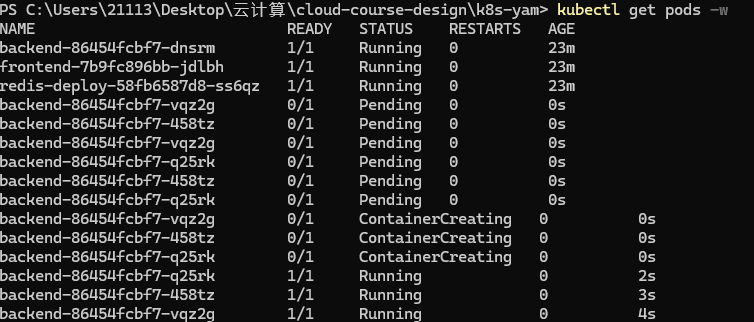 PS C:\Users\21113\Desktop\云计算\cloud-course-design\k8s-yam> kubectl get pods -w
NAME READY STATUS RESTARTS AGE
backend-86454fcbf7-dnsrm 1/1 Running 0 23m
frontend-7b9fc896bb-jdlbh 1/1 Running 0 23m
redis-deploy-58fb6587d8-ss6qz 1/1 Running 0 23m
backend-86454fcbf7-vqz2g 0/1 Pending 0 0s
backend-86454fcbf7-458tz 0/1 Pending 0 0s
backend-86454fcbf7-vqz2g 0/1 Pending 0 0s
backend-86454fcbf7-q25rk 0/1 Pending 0 0s
backend-86454fcbf7-458tz 0/1 Pending 0 0s
backend-86454fcbf7-q25rk 0/1 Pending 0 0s
backend-86454fcbf7-vqz2g 0/1 ContainerCreating 0 0s
backend-86454fcbf7-458tz 0/1 ContainerCreating 0 0s
backend-86454fcbf7-q25rk 0/1 ContainerCreating 0 0s
backend-86454fcbf7-q25rk 1/1 Running 0 2s
backend-86454fcbf7-458tz 1/1 Running 0 3s
backend-86454fcbf7-vqz2g 1/1 Running 0 4s